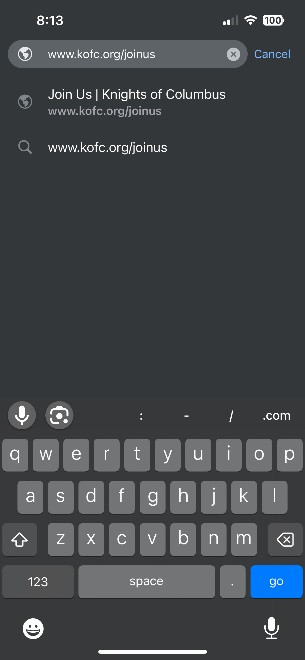 8:13
100
www.kofc.org/joinus
Cancel
Join Us | Knights of Columbus
www.kofc.org/joinus
www.kofc.org/joinus
: - / .com
q w e r t y u i o p
a s d f g h j k l
z x c v b n m
123 space . go